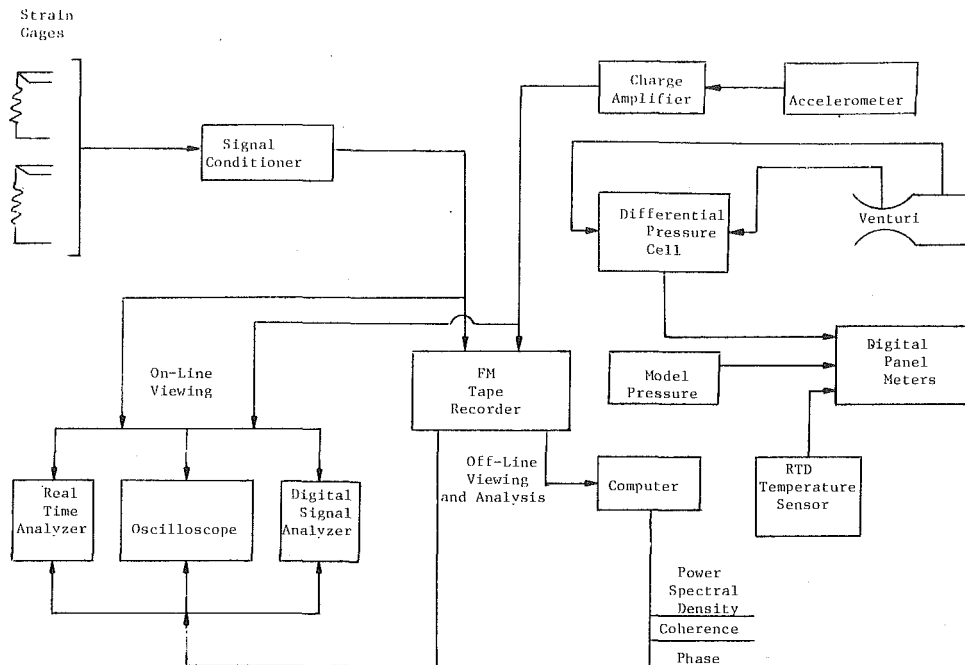 Strain
Gages
Charge
Amplifier
Accelerometer
Signal
Conditioner
Differential
Pressure
Cell
Venturi
On-Line
Viewing
FM
Tape
Recorder
Model
Pressure
Digital
Panel
Meters
Real
Time
Analyzer
Oscilloscope
Digital
Signal
Analyzer
Off-Line
Viewing
and Analysis
Computer
RTD
Temperature
Sensor
Power
Spectral
Density
Coherence
Phase